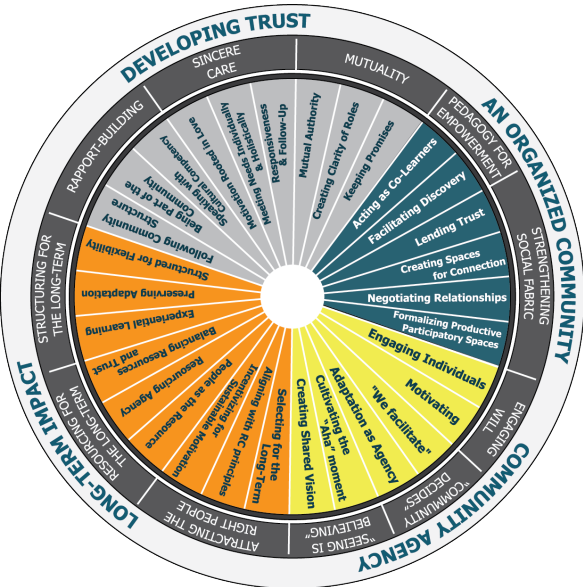 DEVELOPING TRUST
AN ORGANIZED COMMUNITY
COMMUNITY AGENCY
LONG-TERM IMPACT
RAPPORT-BUILDING
SINCERE
CARE
MUTUALITY
PEDAGOGY FOR
EMPOWERMENT
STRENGTHENING
SOCIAL FABRIC
ENGAGING
WILL
"COMMUNITY
DECIDES"
"SEEING IS
BELIEVING"
ATTRACTING THE
RIGHT PEOPLE
RESOURCING FOR
THE LONG-TERM
STRUCTURING FOR
THE LONG-TERM
Following Community
Structure
Being Part of the
Community
Speaking with
Cultural Competency
Motivation Rooted in Love
Meeting Needs Individually
& Holistically
Responsiveness
& Follow-Up
Mutual Authority
Creating Clarity of Roles
Keeping Promises
Acting as Co-Learners
Facilitating Discovery
Lending Trust
Creating Spaces
for Connection
Negotiating Relationships
Formalizing Productive
Participatory Spaces
Engaging Individuals
Motivating
"We facilitate"
Adaptation as Agency
Cultivating the
"Aha" moment
Creating Shared Vision
Selecting for the
Long-Term
Aligning with RC principles
Incentivizing for
Sustainable Motivation
People as the Resource
Resourcing Agency
Balancing Resources
and Trust
Experiential Learning
Preserving Adaptation
Structured for Flexibility